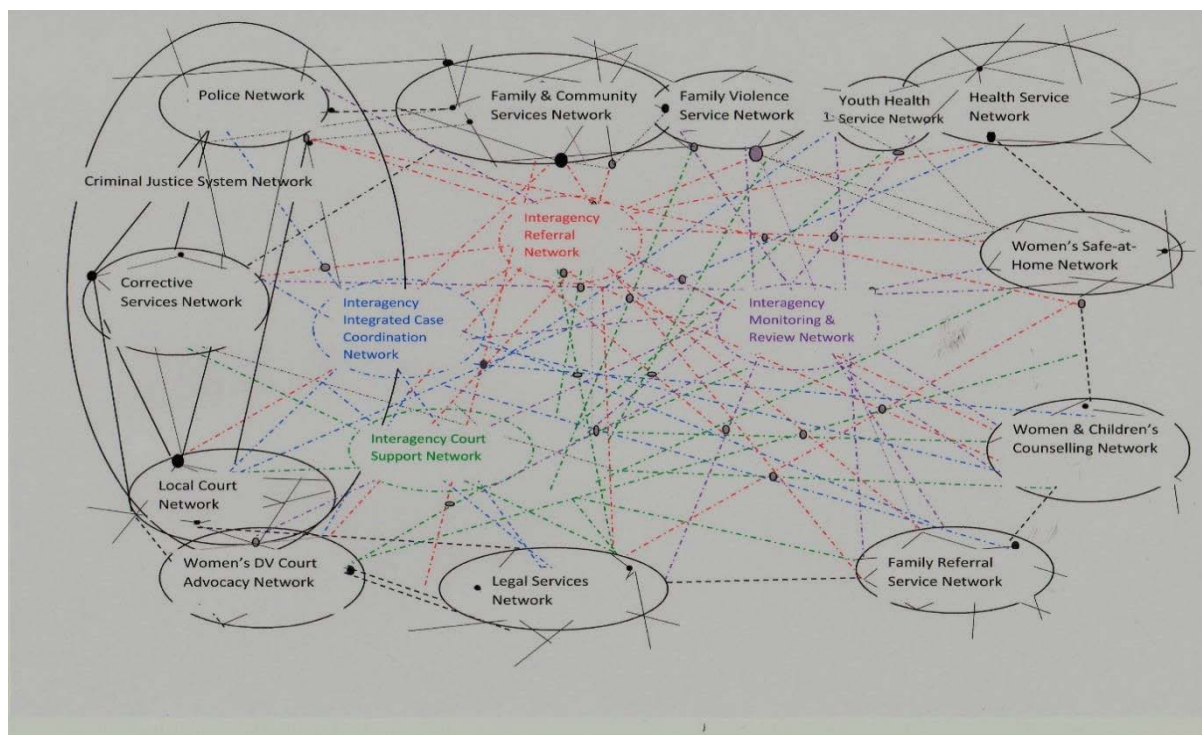 Police Network
Family & Community
Services Network
Family Violence
Service Network
Youth Health
Service Network
Health Service
Network
Criminal Justice System Network
Interagency
Referral
Network
Women's Safe-at-
Home Network
Corrective
Services Network
Interagency
Integrated Case
Coordination
Network
Interagency
Monitoring &
Review Network
Interagency Court
Support Network
Women & Children's
Counselling Network
Local Court
Network
Women's DV Court
Advocacy Network
Legal Services
Network
Family Referral
Service Network